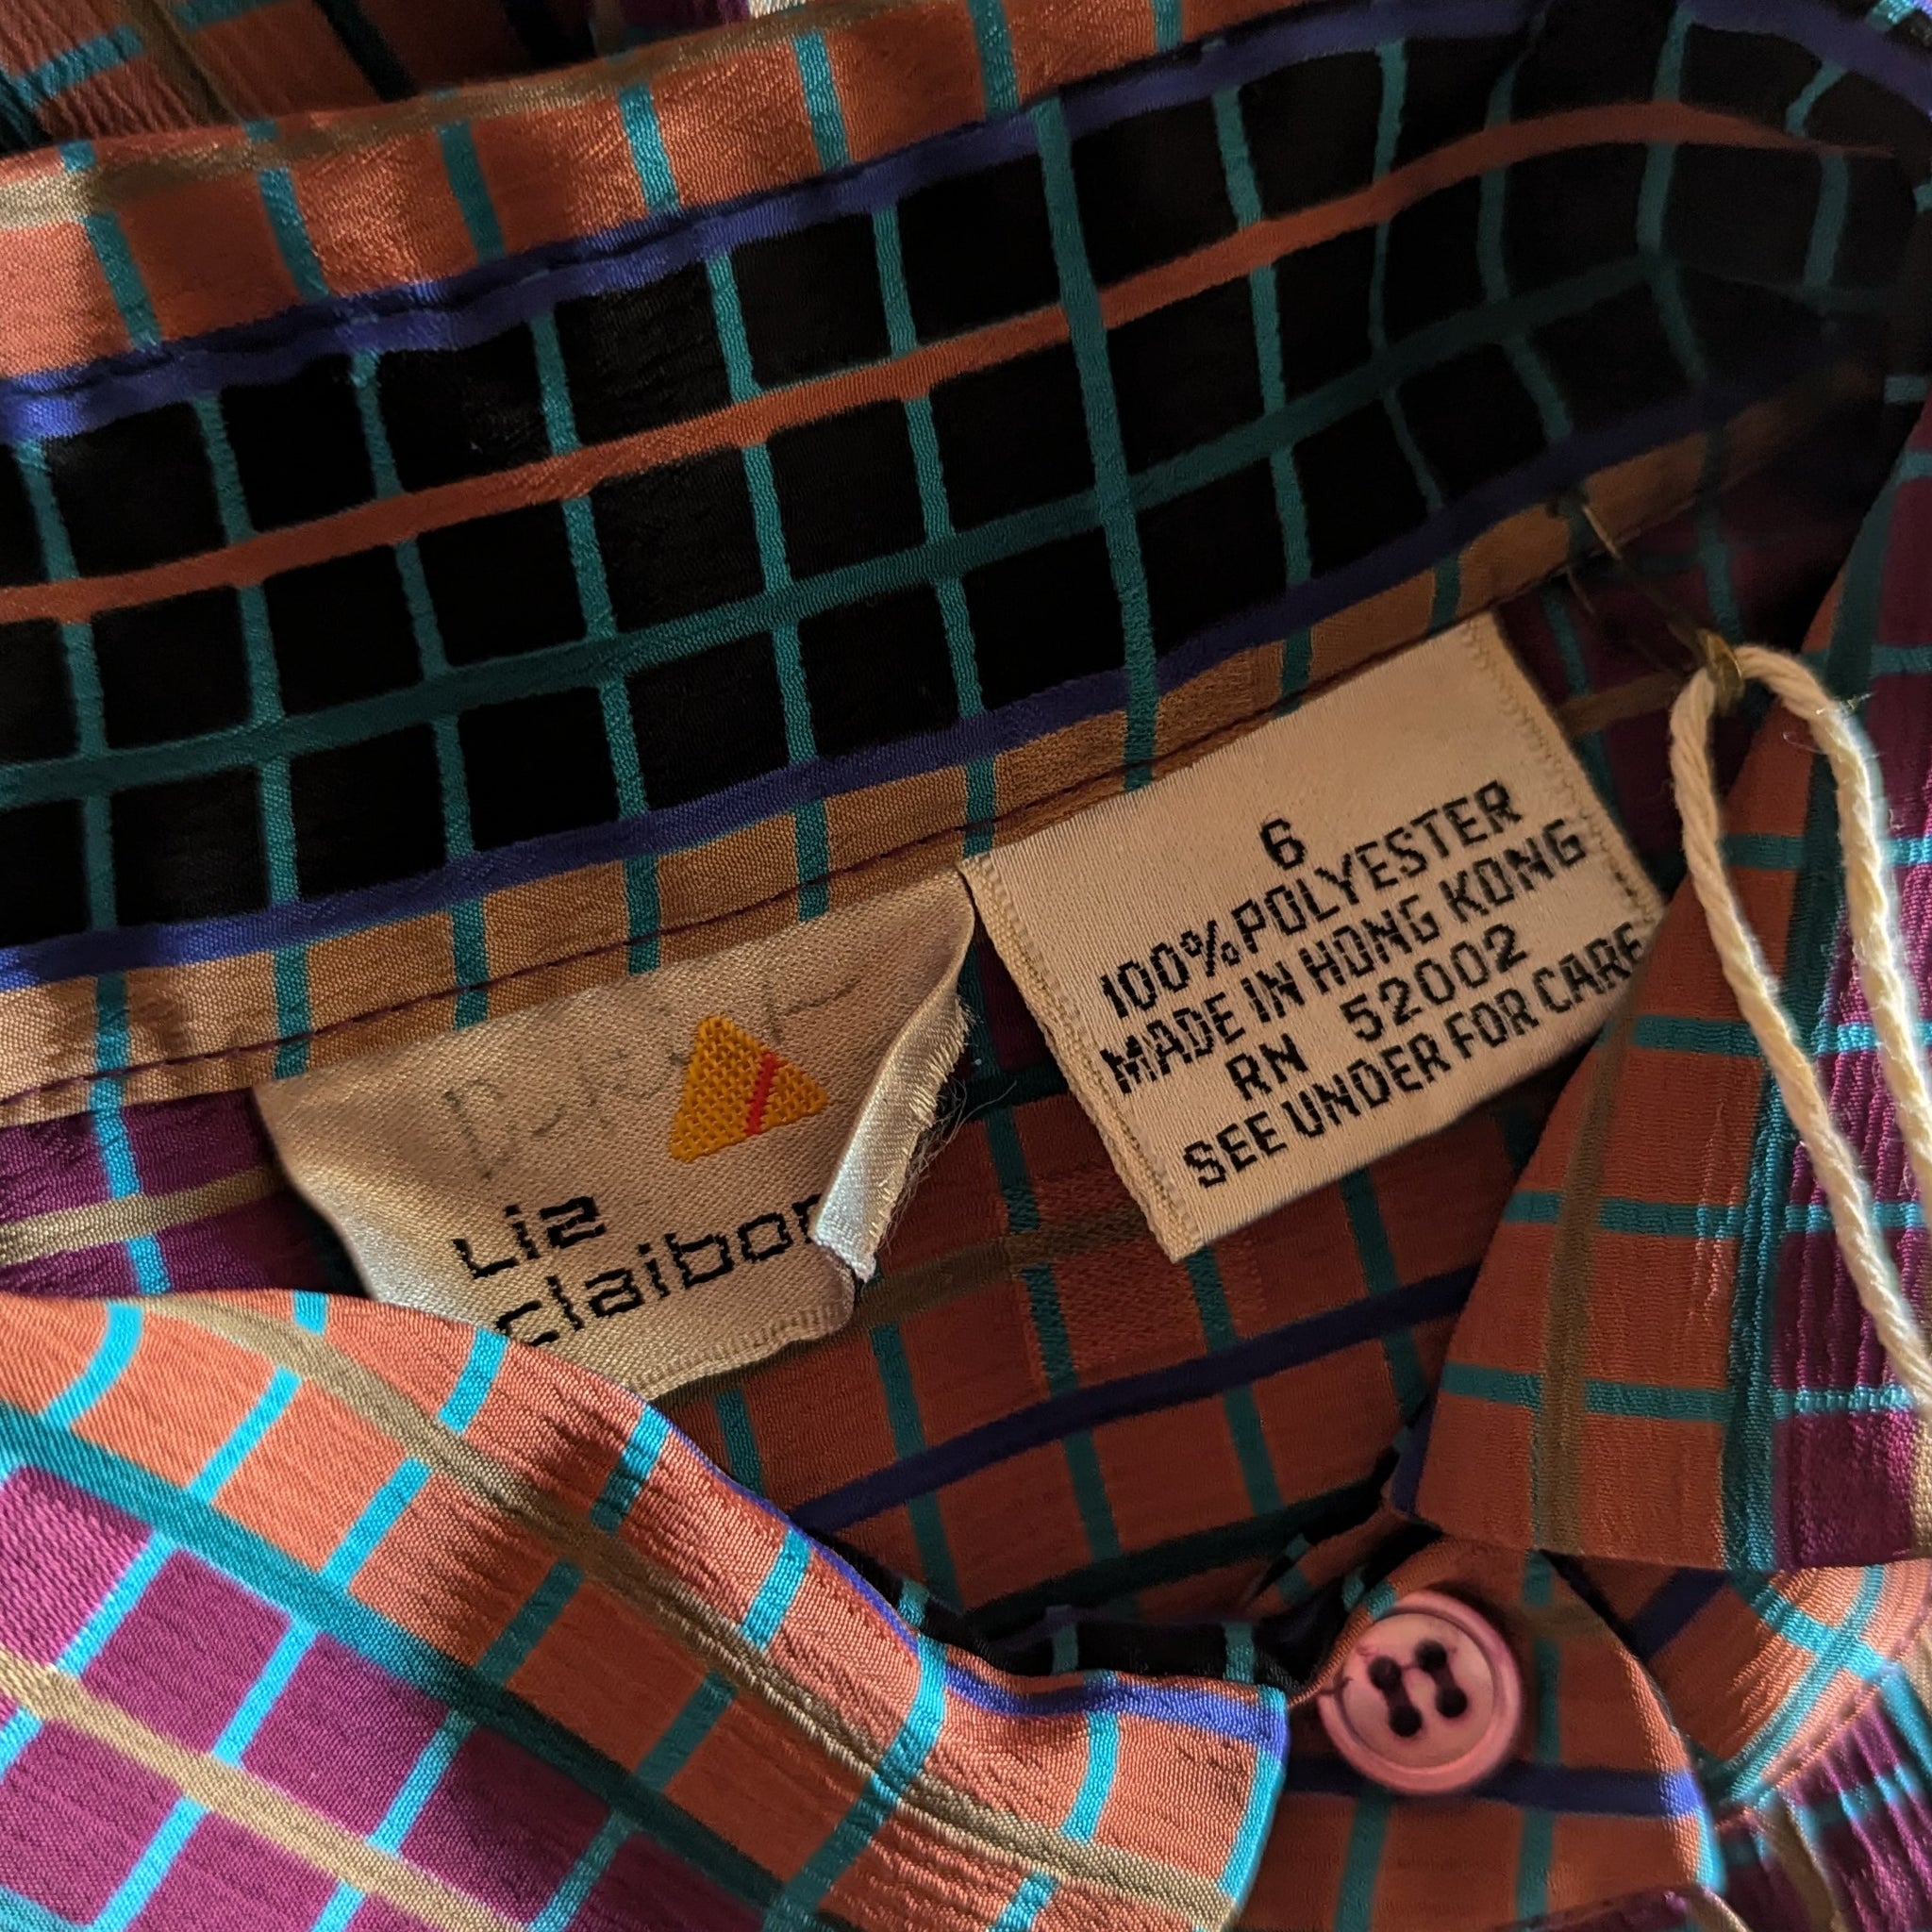 Liz
claibor
6
100% POLYESTER
MADE IN HONG KONG
RN 52002
SEE UNDER FOR CARE